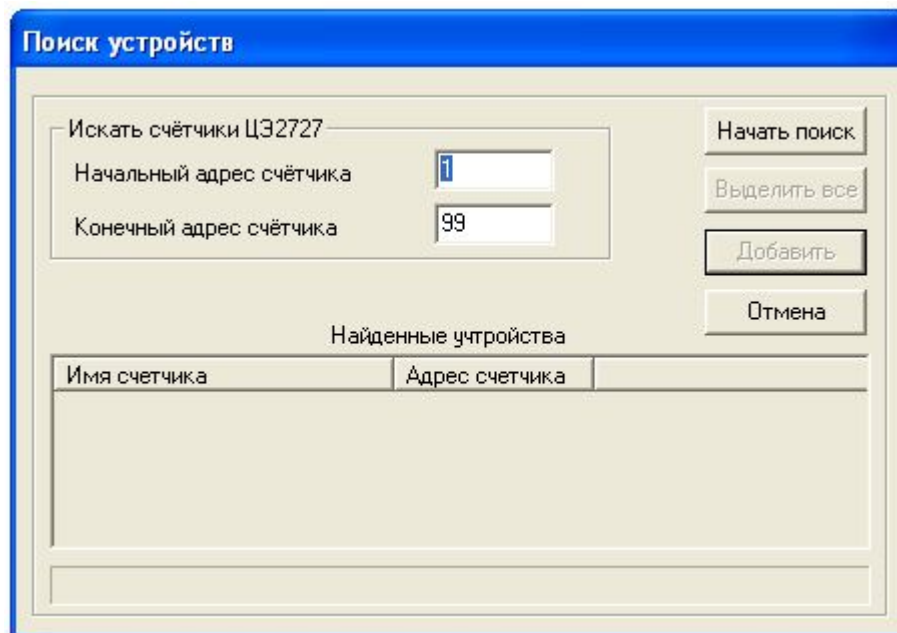 Поиск устройств
Искать счётчики ЦЭ2727
Начальный адрес счётчика 1
Конечный адрес счётчика 99
Начать поиск
Выделить все
Добавить
Отмена
Найденные учтройства
Имя счетчика Адрес счетчика